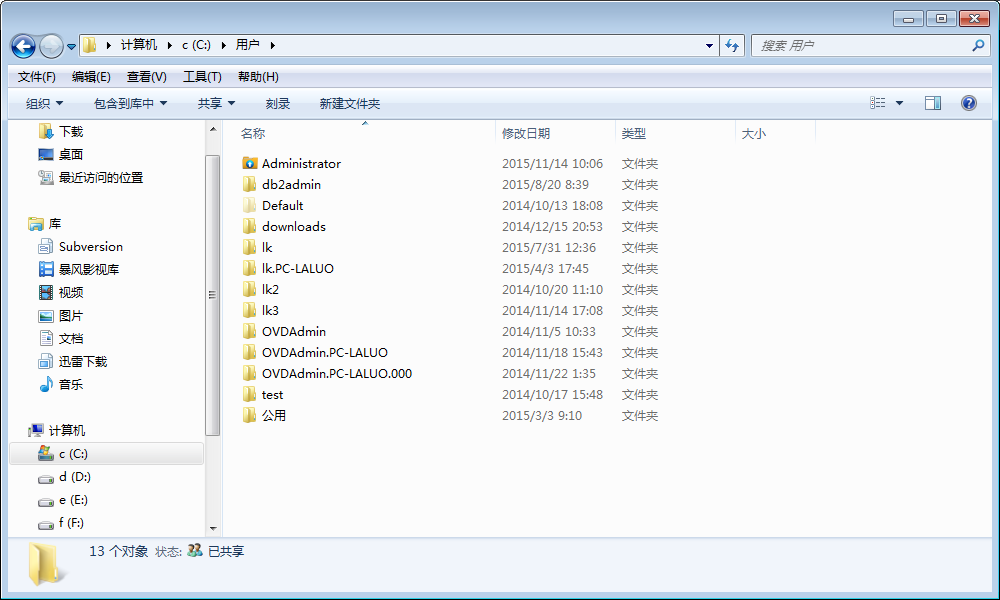 计算机 c (C:) 用户 搜索 用户
文件(F) 编辑(E) 查看(V) 工具(T) 帮助(H)
组织 包含到库中 共享 刻录 新建文件夹
下载
桌面
最近访问的位置
库
Subversion
暴风影视库
视频
图片
文档
迅雷下载
音乐
计算机
c (C:)
d (D:)
e (E:)
f (F:)
名称 修改日期 类型 大小
Administrator 2015/11/14 10:06 文件夹
db2admin 2015/8/20 8:39 文件夹
Default 2014/10/13 18:08 文件夹
downloads 2014/12/15 20:53 文件夹
lk 2015/7/31 12:36 文件夹
lk.PC-LALUO 2015/4/3 17:45 文件夹
lk2 2014/10/20 11:10 文件夹
lk3 2014/11/14 17:08 文件夹
OVDAdmin 2014/11/5 10:33 文件夹
OVDAdmin.PC-LALUO 2014/11/18 15:43 文件夹
OVDAdmin.PC-LALUO.000 2014/11/22 1:35 文件夹
test 2014/10/17 15:48 文件夹
公用 2015/3/3 9:10 文件夹
13 个对象 状态: 已共享